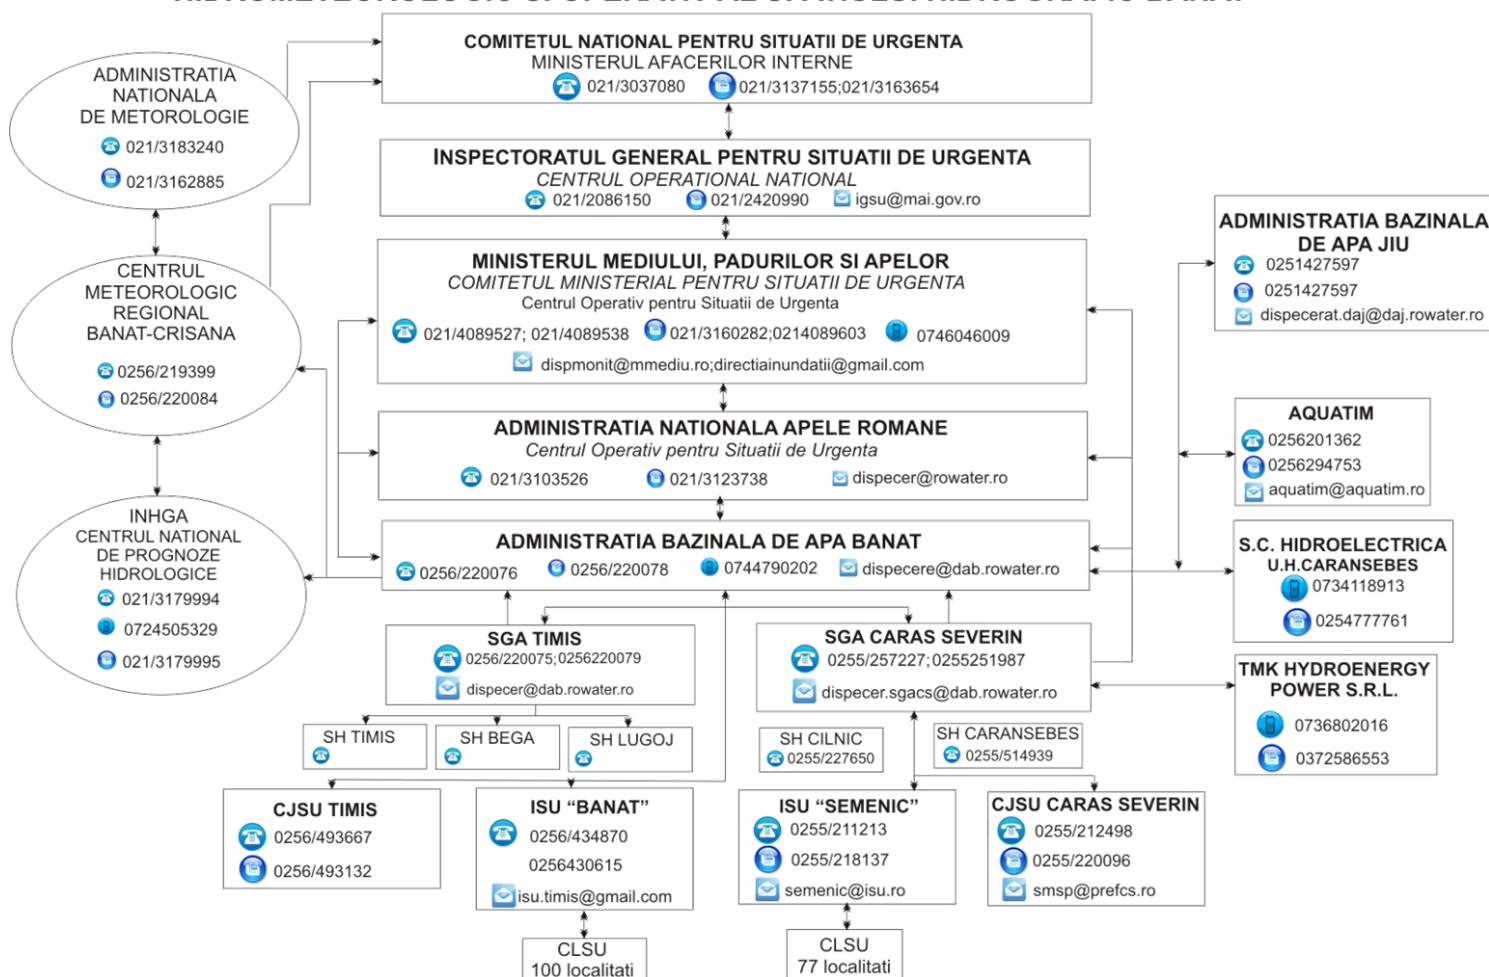 COMITETUL NATIONAL PENTRU SITUATII DE URGENTA
MINISTERUL AFACERILOR INTERNE
021/3037080 021/3137155;021/3163654
ADMINISTRATIA
NATIONALA
DE METOROLOGIE
021/3183240
021/3162885
INSPECTORATUL GENERAL PENTRU SITUATII DE URGENTA
CENTRUL OPERATIONAL NATIONAL
021/2086150 021/2420990 igsu@mai.gov.ro
ADMINISTRATIA BAZINALA
DE APA JIU
0251427597
0251427597
dispecerat.daj@daj.rowater.ro
CENTRUL
METEOROLOGIC
REGIONAL
BANAT-CRISANA
0256/219399
0256/220084
MINISTERUL MEDIULUI, PADURILOR SI APELOR
COMITETUL MINISTERIAL PENTRU SITUATII DE URGENTA
Centrul Operativ pentru Situatii de Urgenta
021/4089527; 021/4089538 021/3160282;0214089603 0746046009
dispmonit@mmediu.ro;directiainundatii@gmail.com
ADMINISTRATIA NATIONALA APELE ROMANE
Centrul Operativ pentru Situatii de Urgenta
021/3103526 021/3123738 dispecer@rowater.ro
AQUATIM
0256201362
0256294753
aquatim@aquatim.ro
INHGA
CENTRUL NATIONAL
DE PROGNOZE
HIDROLOGICE
021/3179994
0724505329
021/3179995
ADMINISTRATIA BAZINALA DE APA BANAT
0256/220076 0256/220078 0744790202 dispecere@dab.rowater.ro
S.C. HIDROELECTRICA
U.H.CARANSEBES
0734118913
0254777761
SGA TIMIS
0256/220075; 0256220079
dispecer@dab.rowater.ro
SGA CARAS SEVERIN
0255/257227; 0255251987
dispecer.sgacs@dab.rowater.ro
TMK HYDROENERGY
POWER S.R.L.
0736802016
0372586553
SH TIMIS
SH BEGA
SH LUGOJ
SH CILNIC
0255/227650
SH CARANSEBES
0255/514939
CJSU TIMIS
0256/493667
0256/493132
ISU “BANAT”
0256/434870
0256430615
isu.timis@gmail.com
ISU “SEMENIC”
0255/211213
0255/218137
semenic@isu.ro
CJSU CARAS SEVERIN
0255/212498
0255/220096
smsp@prefcs.ro
CLSU
100 localitati
CLSU
77 localitati